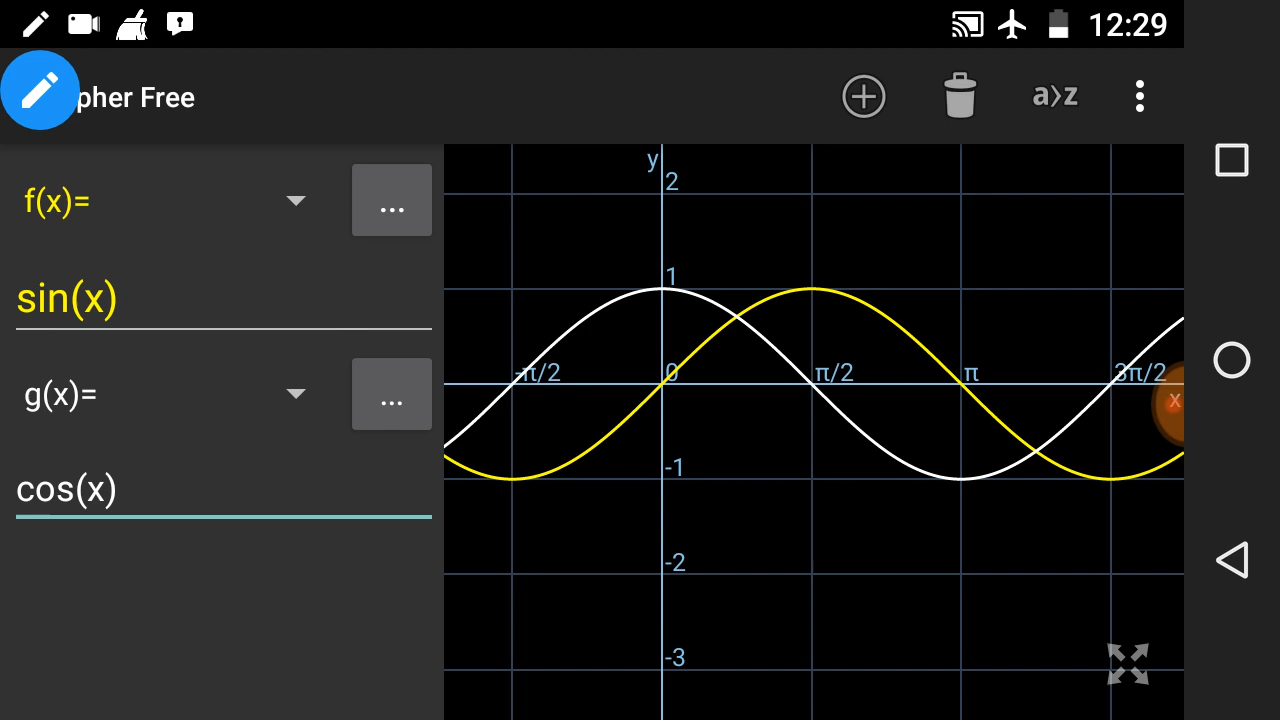 12:29
pher Free
a›z
f(x)=
...
sin(x)
g(x)=
...
cos(x)
y
2
1
-π/2
0
π/2
π
3π/2
x
-1
-2
-3